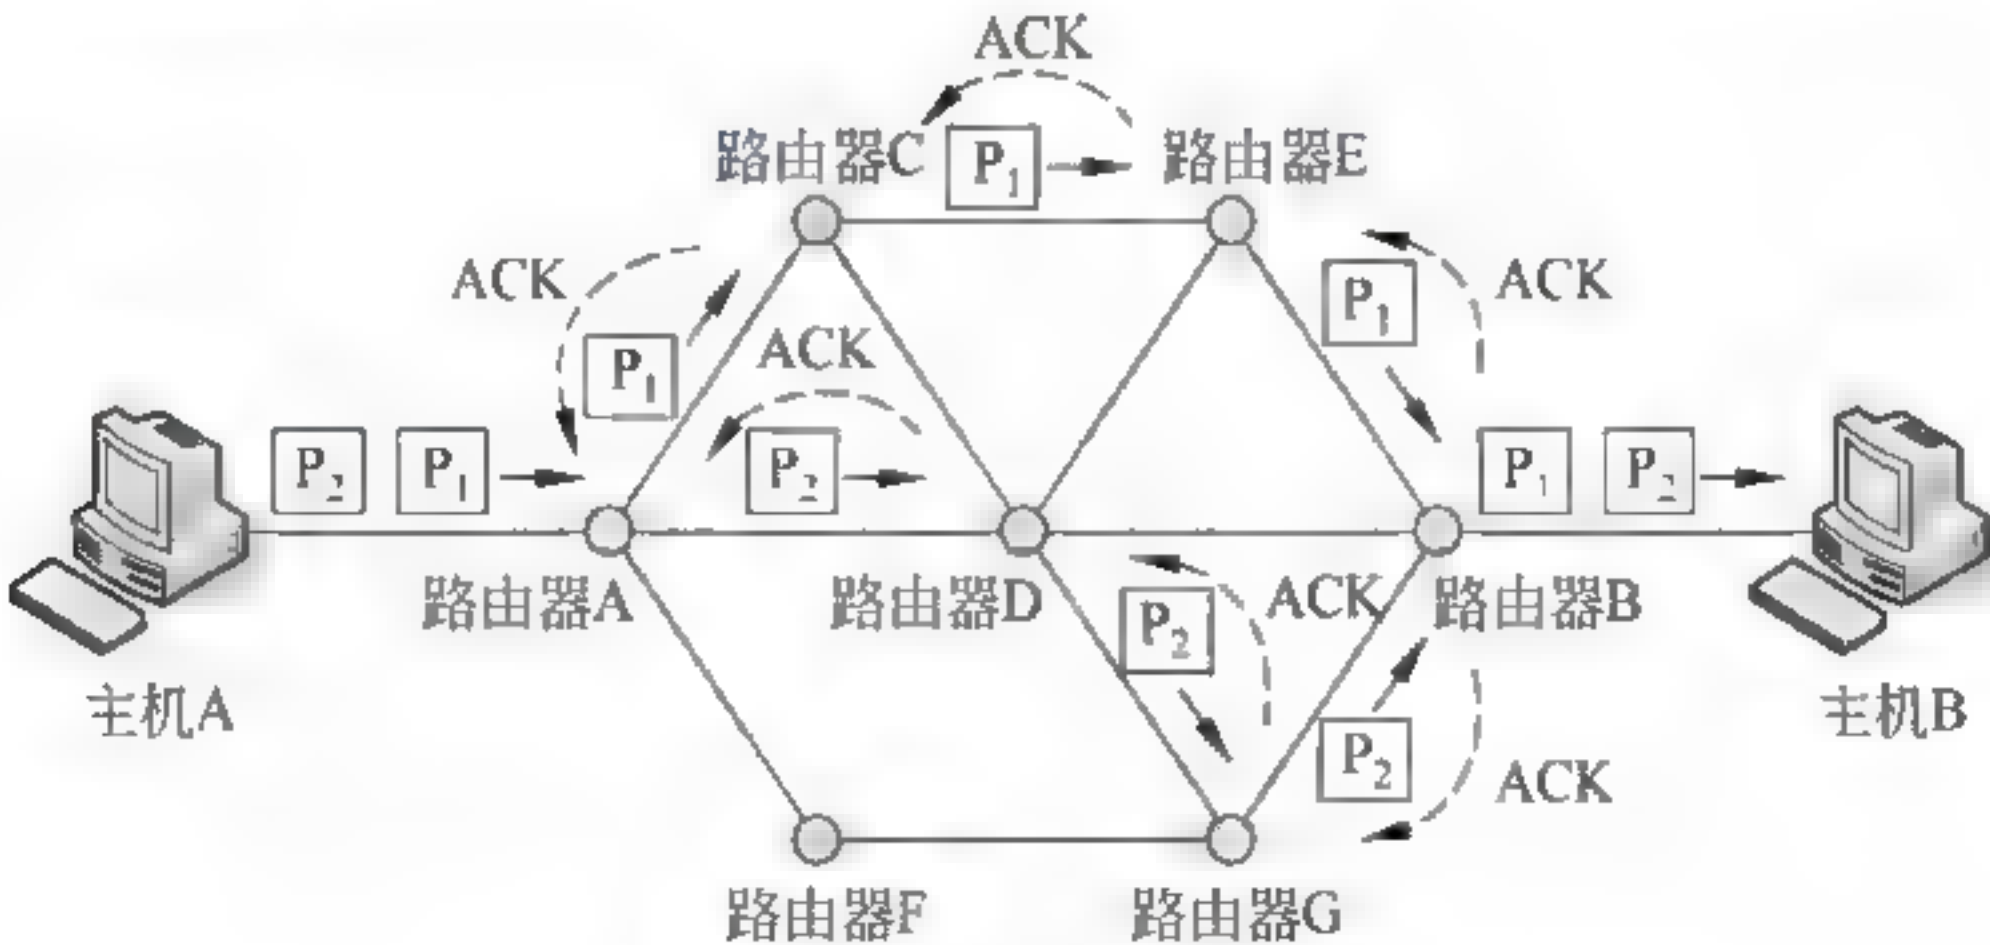 ACK
路由器C
P₁
路由器E
ACK
P₁
P₁
ACK
ACK
P₂
P₁
P₂
P₁
P₂
路由器A
路由器D
P₂
ACK
路由器B
主机A
P₂
ACK
主机B
路由器F
路由器G